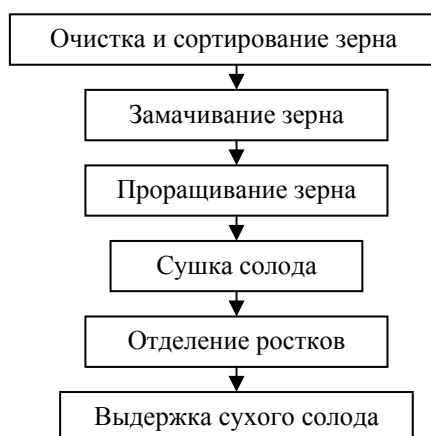 Очистка и сортирование зерна
Замачивание зерна
Проращивание зерна
Сушка солода
Отделение ростков
Выдержка сухого солода